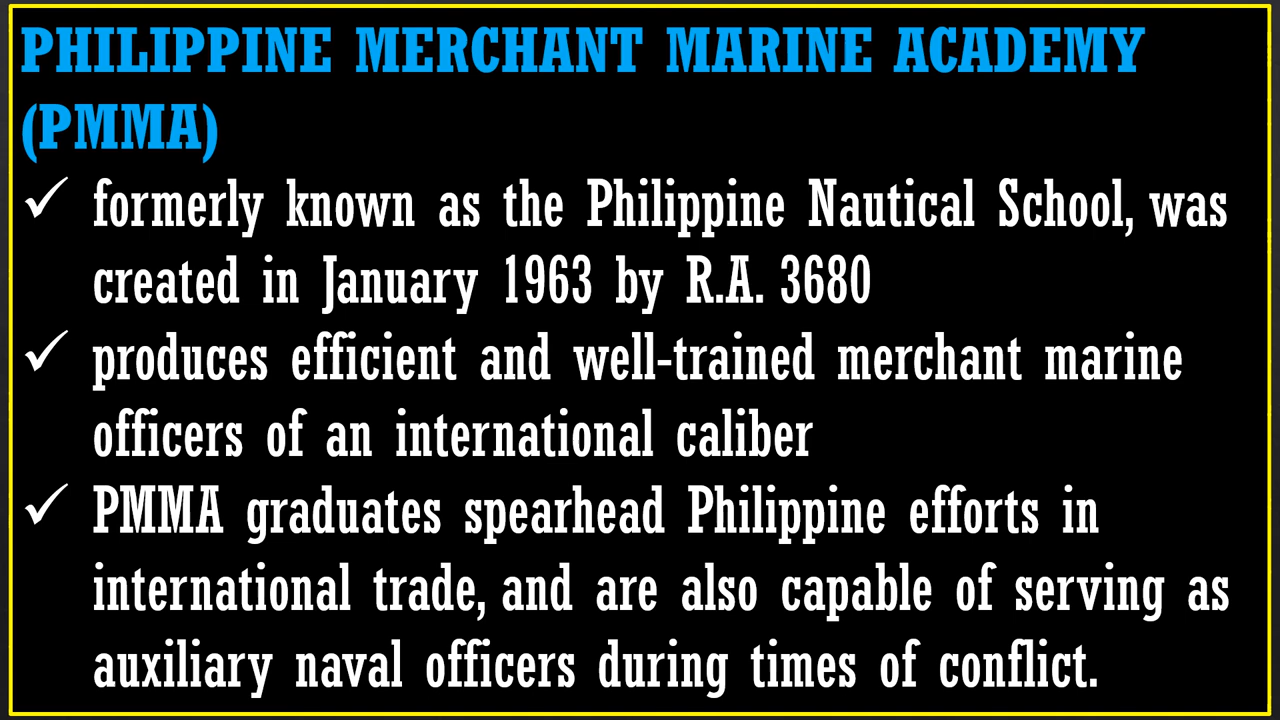 PHILIPPINE MERCHANT MARINE ACADEMY
(PMMA)
✓ formerly known as the Philippine Nautical School, was
created in January 1963 by R.A. 3680
✓ produces efficient and well-trained merchant marine
officers of an international caliber
✓ PMMA graduates spearhead Philippine efforts in
international trade, and are also capable of serving as
auxiliary naval officers during times of conflict.